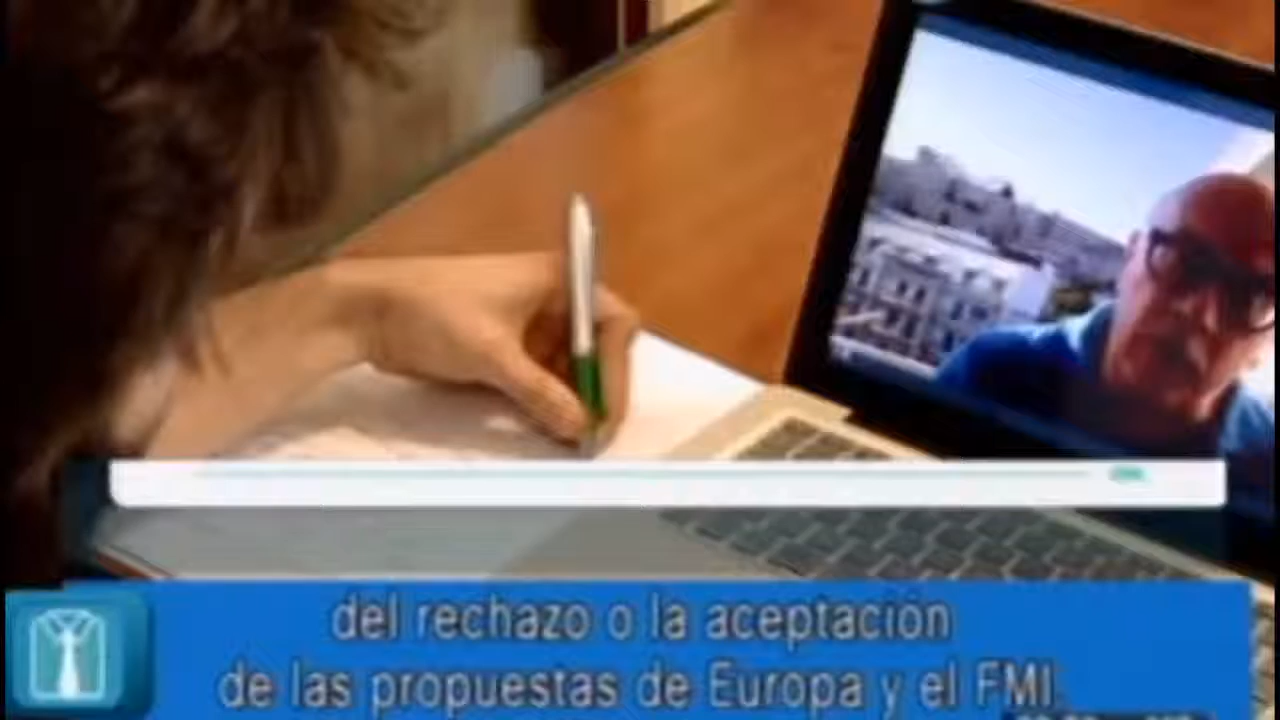 del rechazo o la aceptación
de las propuestas de Europa y el FMI.